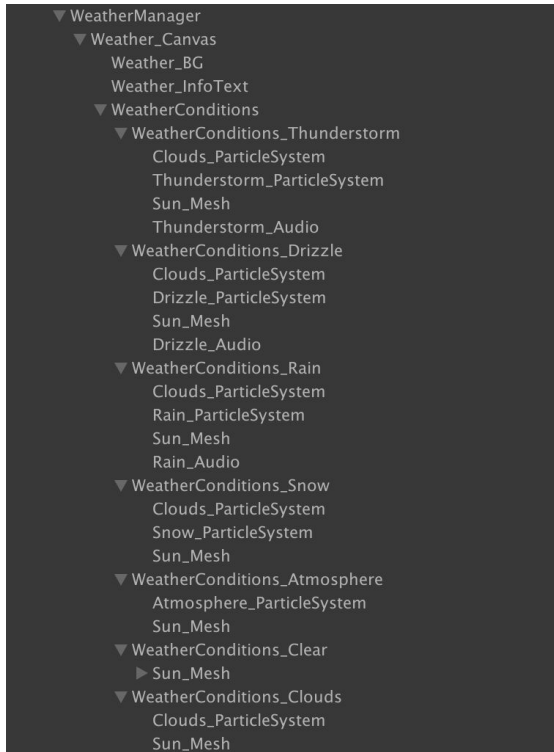 WeatherManager
Weather_Canvas
Weather_BG
Weather_InfoText
WeatherConditions
WeatherConditions_Thunderstorm
Clouds_ParticleSystem
Thunderstorm_ParticleSystem
Sun_Mesh
Thunderstorm_Audio
WeatherConditions_Drizzle
Clouds_ParticleSystem
Drizzle_ParticleSystem
Sun_Mesh
Drizzle_Audio
WeatherConditions_Rain
Clouds_ParticleSystem
Rain_ParticleSystem
Sun_Mesh
Rain_Audio
WeatherConditions_Snow
Clouds_ParticleSystem
Snow_ParticleSystem
Sun_Mesh
WeatherConditions_Atmosphere
Atmosphere_ParticleSystem
Sun_Mesh
WeatherConditions_Clear
Sun_Mesh
WeatherConditions_Clouds
Clouds_ParticleSystem
Sun_Mesh